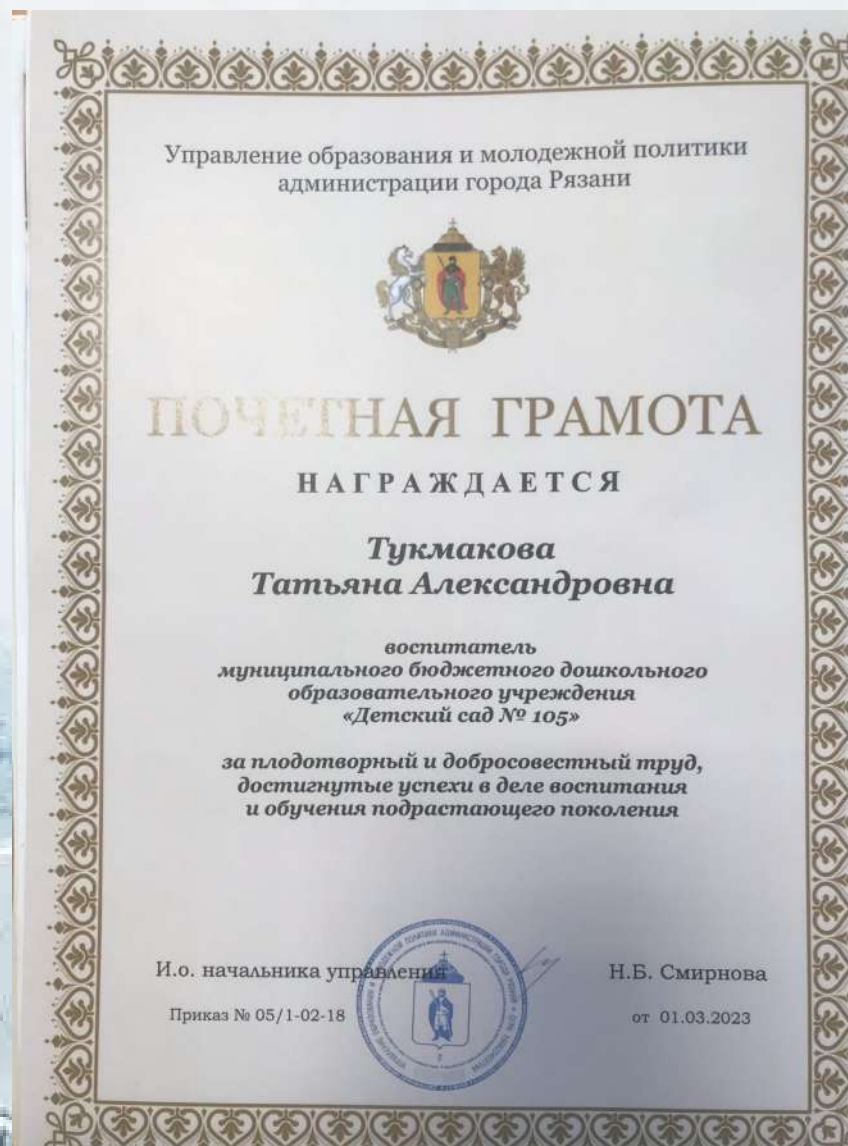 Управление образования и молодежной политики
администрации города Рязани
ПОЧЕТНАЯ ГРАМОТА
НАГРАЖДАЕТСЯ
Тукмакова
Татьяна Александровна
воспитатель
муниципального бюджетного дошкольного
образовательного учреждения
«Детский сад № 105»
за плодотворный и добросовестный труд,
достигнутые успехи в деле воспитания
и обучения подрастающего поколения
И.о. начальника управления
Н.Б. Смирнова
Приказ № 05/1-02-18
от 01.03.2023